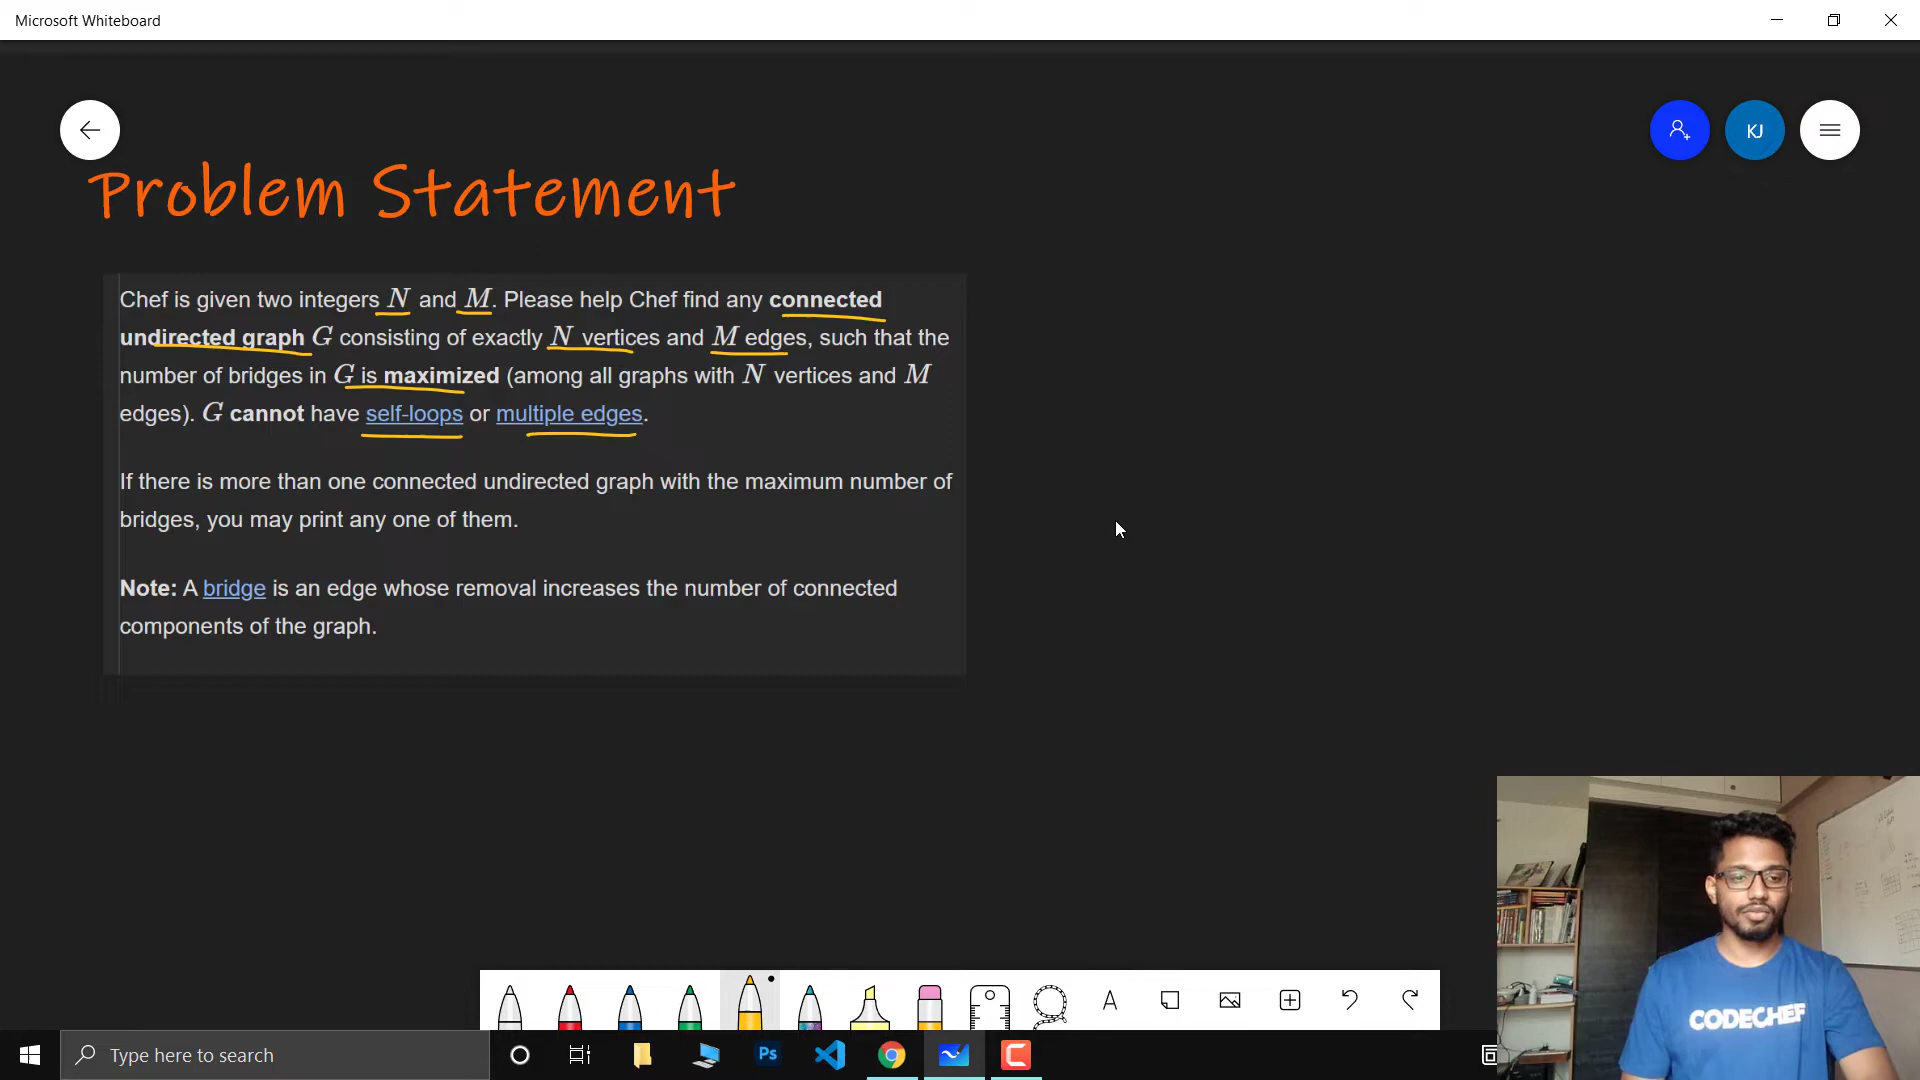 Microsoft Whiteboard
KJ
Problem Statement
Chef is given two integers N and M. Please help Chef find any connected
undirected graph G consisting of exactly N vertices and M edges, such that the
number of bridges in G is maximized (among all graphs with N vertices and M
edges). G cannot have self-loops or multiple edges.
If there is more than one connected undirected graph with the maximum number of
bridges, you may print any one of them.
Note: A bridge is an edge whose removal increases the number of connected
components of the graph.
A
CODECHEF
Type here to search
Ps